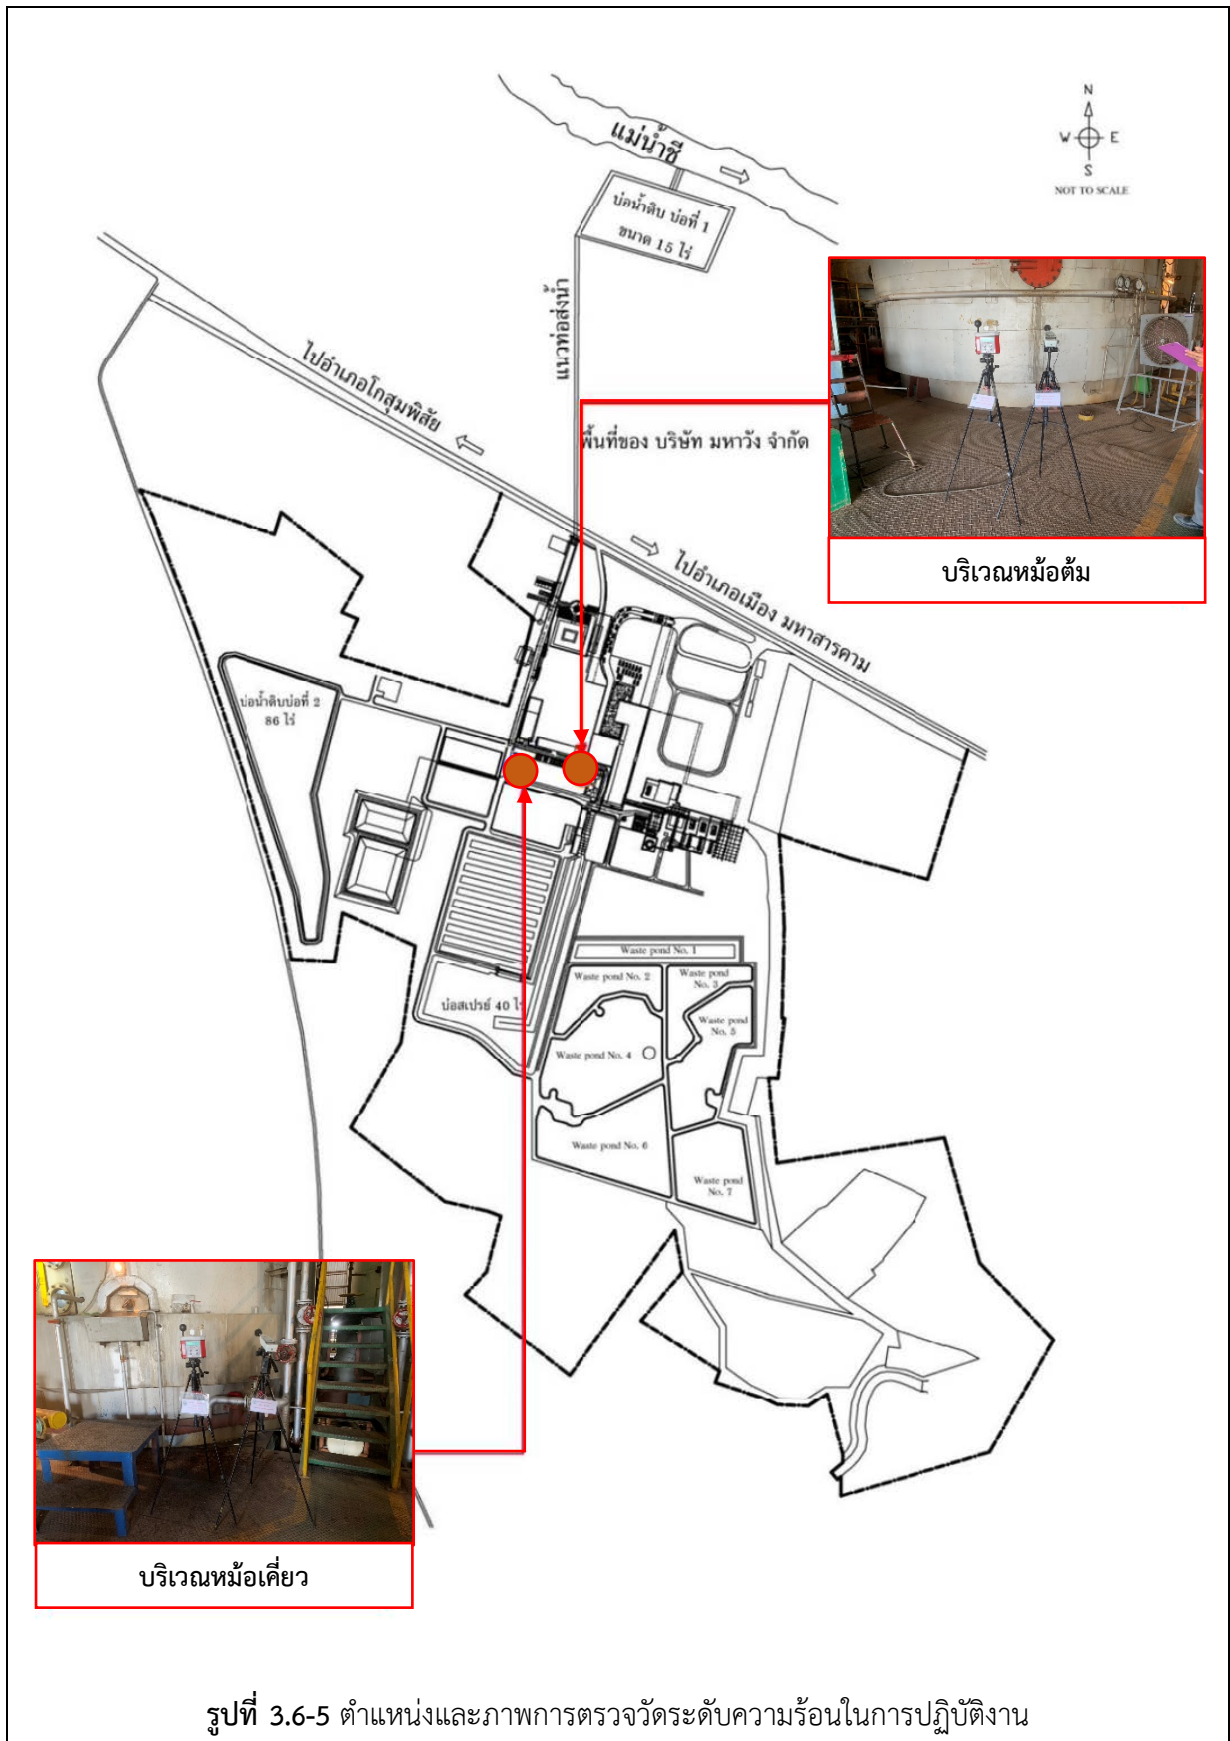 N
W E
S
NOT TO SCALE
แม่น้ำชี
บ่อน้ำดิบ บ่อที่ 1
ขนาด 15 ไร่
แนวท่อส่งน้ำ
ไปอำเภอโกสุมพิสัย
พื้นที่ของ บริษัท มหาวัง จำกัด
บริเวณหม้อต้ม
ไปอำเภอเมือง มหาสารคาม
บ่อน้ำดิบบ่อที่ 2
86 ไร่
Waste pond No. 1
Waste pond No. 2
Waste pond
No. 3
บ่อสเปรย์ 40 ไร่
Waste pond
No. 5
Waste pond No. 4
Waste pond No. 6
Waste pond
No. 7
บริเวณหม้อเคี่ยว
รูปที่ 3.6-5 ตำแหน่งและภาพการตรวจวัดระดับความร้อนในการปฏิบัติงาน